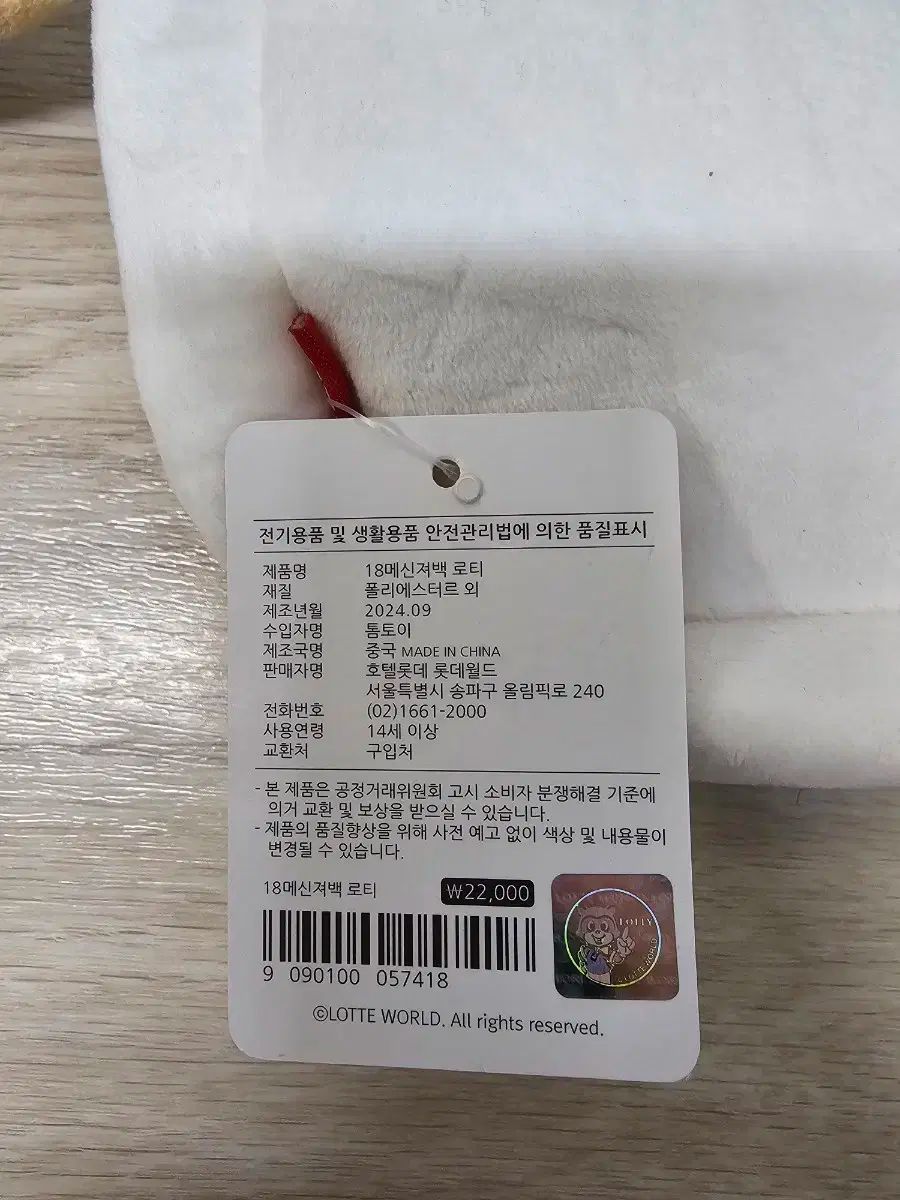 전기용품 및 생활용품 안전관리법에 의한 품질표시
제품명 18메신져백 로티
재질 폴리에스터르 외
제조년월 2024.09
수입자명 톰토이
제조국명 중국 MADE IN CHINA
판매자명 호텔롯데 롯데월드
서울특별시 송파구 올림픽로 240
전화번호 (02)1661-2000
사용연령 14세 이상
교환처 구입처
- 본 제품은 공정거래위원회 고시 소비자 분쟁해결 기준에
의거 교환 및 보상을 받으실 수 있습니다.
- 제품의 품질향상을 위해 사전 예고 없이 색상 및 내용물이
변경될 수 있습니다.
18메신져백 로티 ₩22,000
9 090100 057418
LOTTY
©LOTTE WORLD
©LOTTE WORLD. All rights reserved.